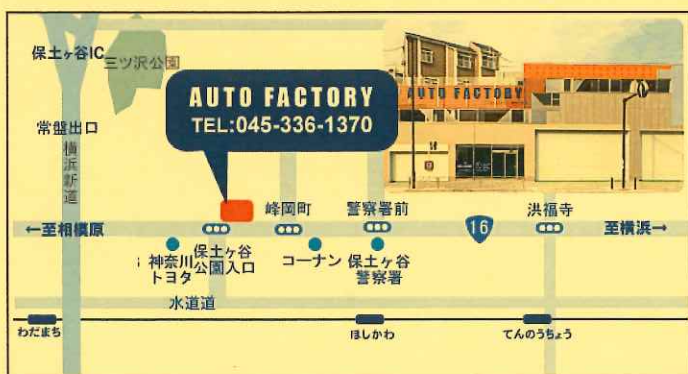 保土ヶ谷IC
三ツ沢公園
AUTO FACTORY
TEL:045-336-1370
AUTO FACTORY
常盤出口
横浜新道
峰岡町
警察署前
洪福寺
←至相模原
16
至横浜→
神奈川
トヨタ
保土ヶ谷
公園入口
コーナン
保土ヶ谷
警察署
水道道
わだまち
ほしかわ
てんのうちょう